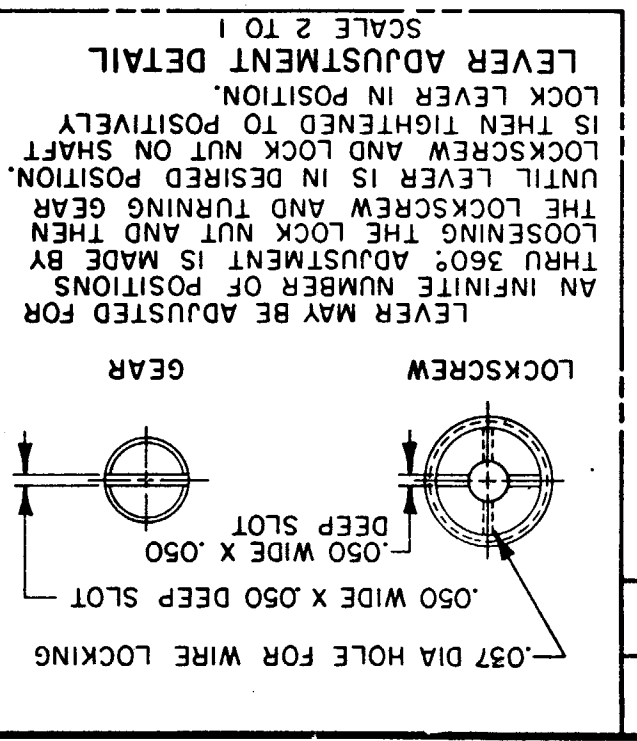 .037 DIA HOLE FOR WIRE LOCKING
.050 WIDE X .050 DEEP SLOT
.050 WIDE X .050
DEEP SLOT
LOCKSCREW
GEAR
LEVER MAY BE ADJUSTED FOR
AN INFINITE NUMBER OF POSITIONS
THRU 360°. ADJUSTMENT IS MADE BY
LOOSENING THE LOCK NUT AND THEN
THE LOCKSCREW AND TURNING GEAR
UNTIL LEVER IS IN DESIRED POSITION.
LOCKSCREW AND LOCK NUT ON SHAFT
IS THEN TIGHTENED TO POSITIVELY
LOCK LEVER IN POSITION.
LEVER ADJUSTMENT DETAIL
SCALE 2 TO 1